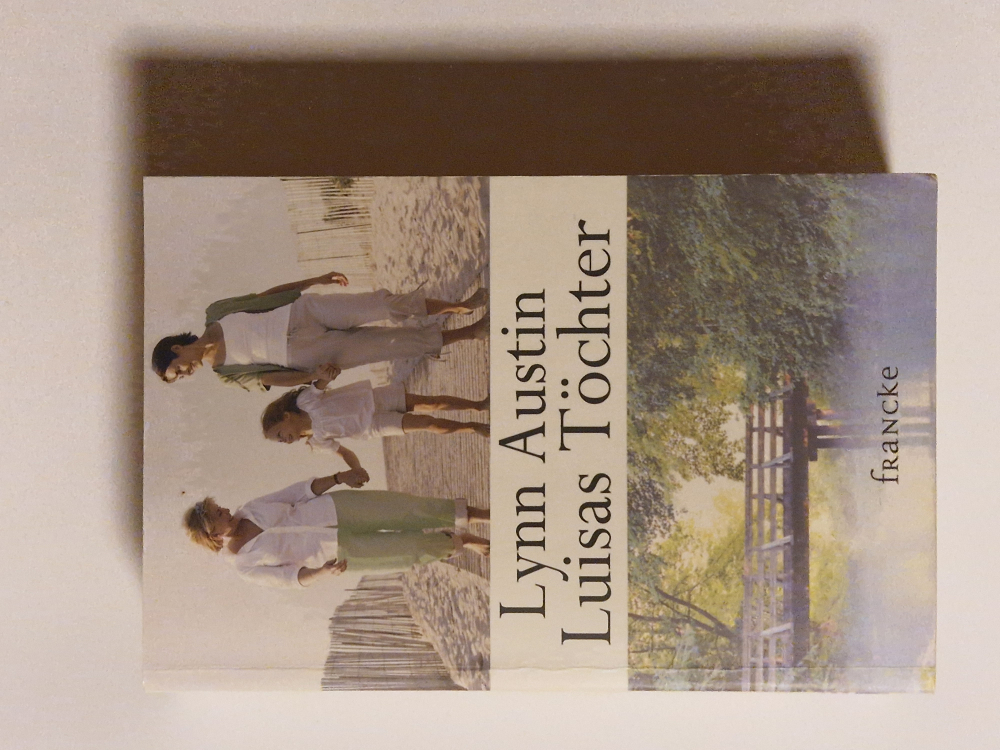 Lynn Austin
Luisas Töchter
francke